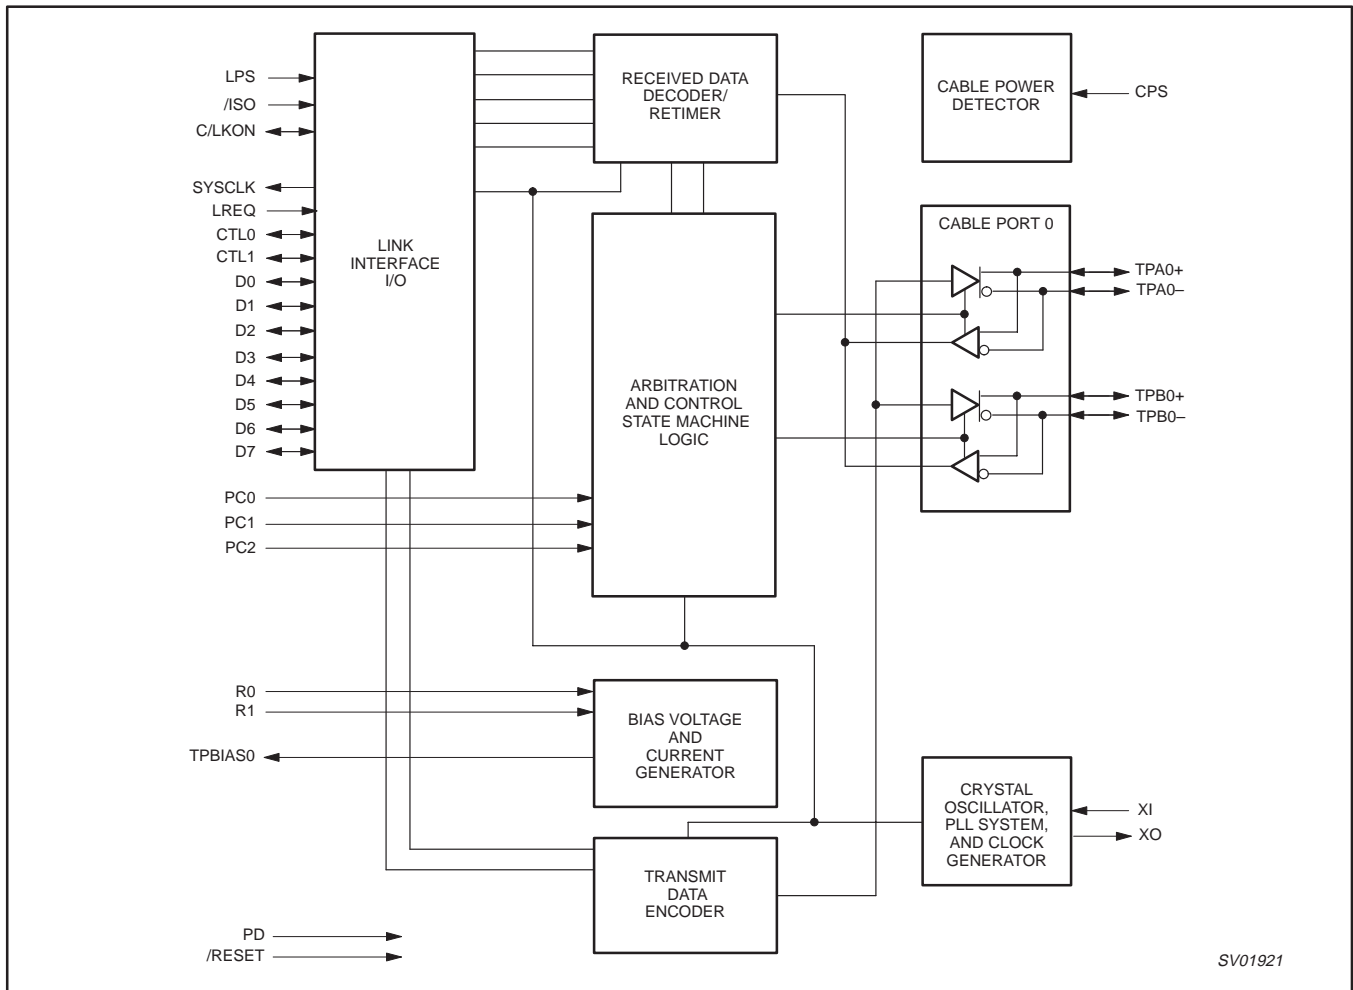 LPS
/ISO
C/LKON
SYSCLK
LREQ
CTL0
CTL1
D0
D1
D2
D3
D4
D5
D6
D7
PC0
PC1
PC2
R0
R1
TPBIAS0
PD
/RESET
LINK
INTERFACE
I/O
RECEIVED DATA
DECODER/
RETIMER
ARBITRATION
AND CONTROL
STATE MACHINE
LOGIC
BIAS VOLTAGE
AND
CURRENT
GENERATOR
TRANSMIT
DATA
ENCODER
CABLE POWER
DETECTOR
CPS
CABLE PORT 0
TPA0+
TPA0–
TPB0+
TPB0–
CRYSTAL
OSCILLATOR,
PLL SYSTEM,
AND CLOCK
GENERATOR
XI
XO
SV01921